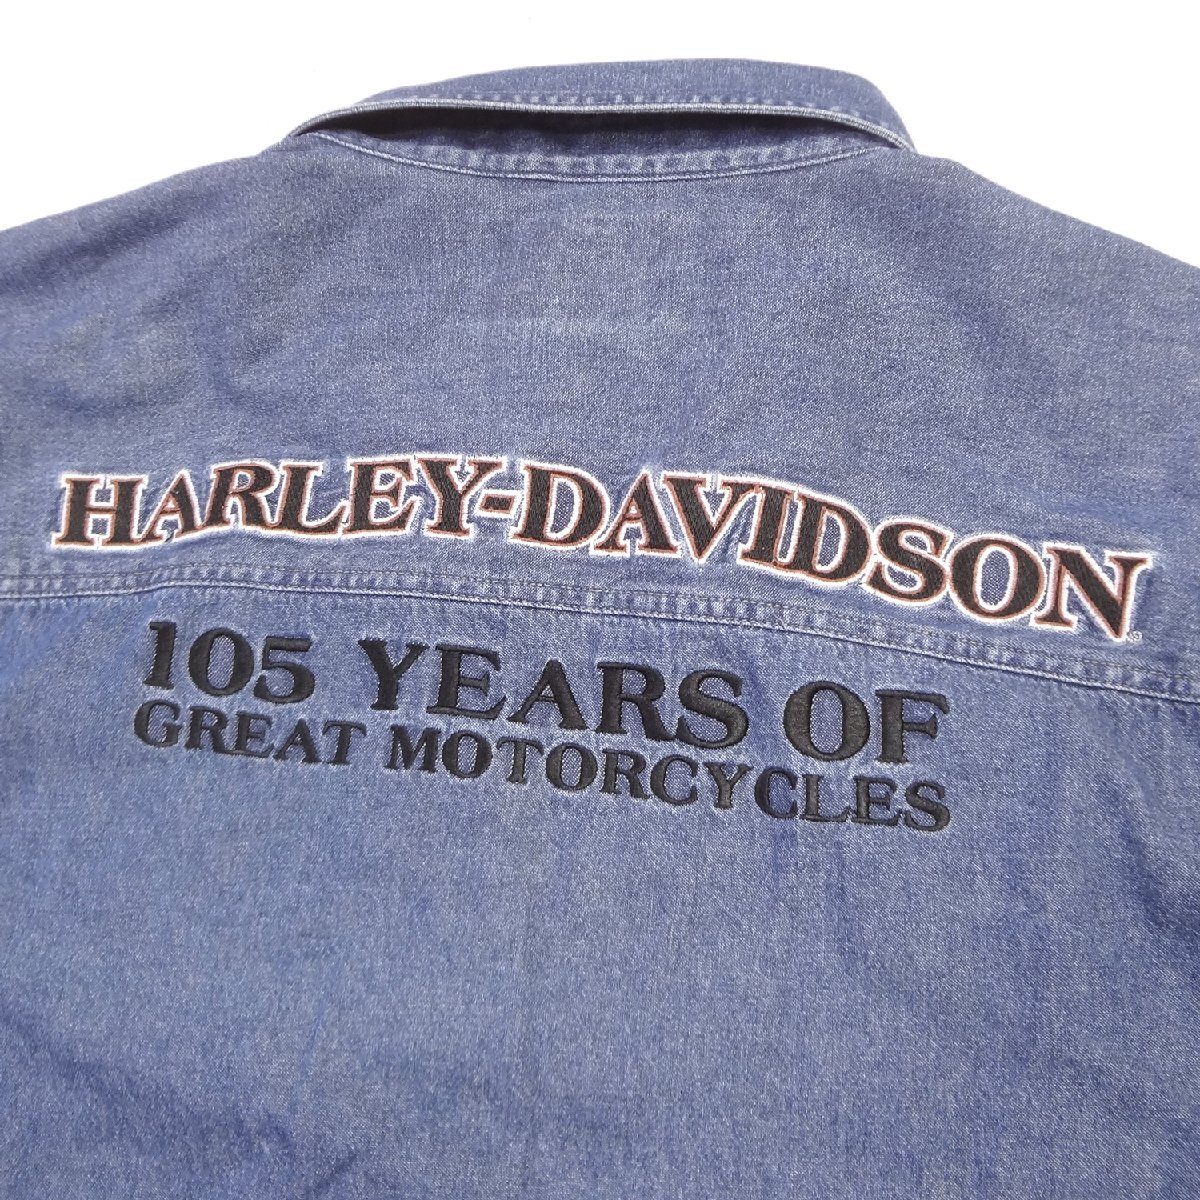 HARLEY-DAVIDSON
105 YEARS OF
GREAT MOTORCYCLES